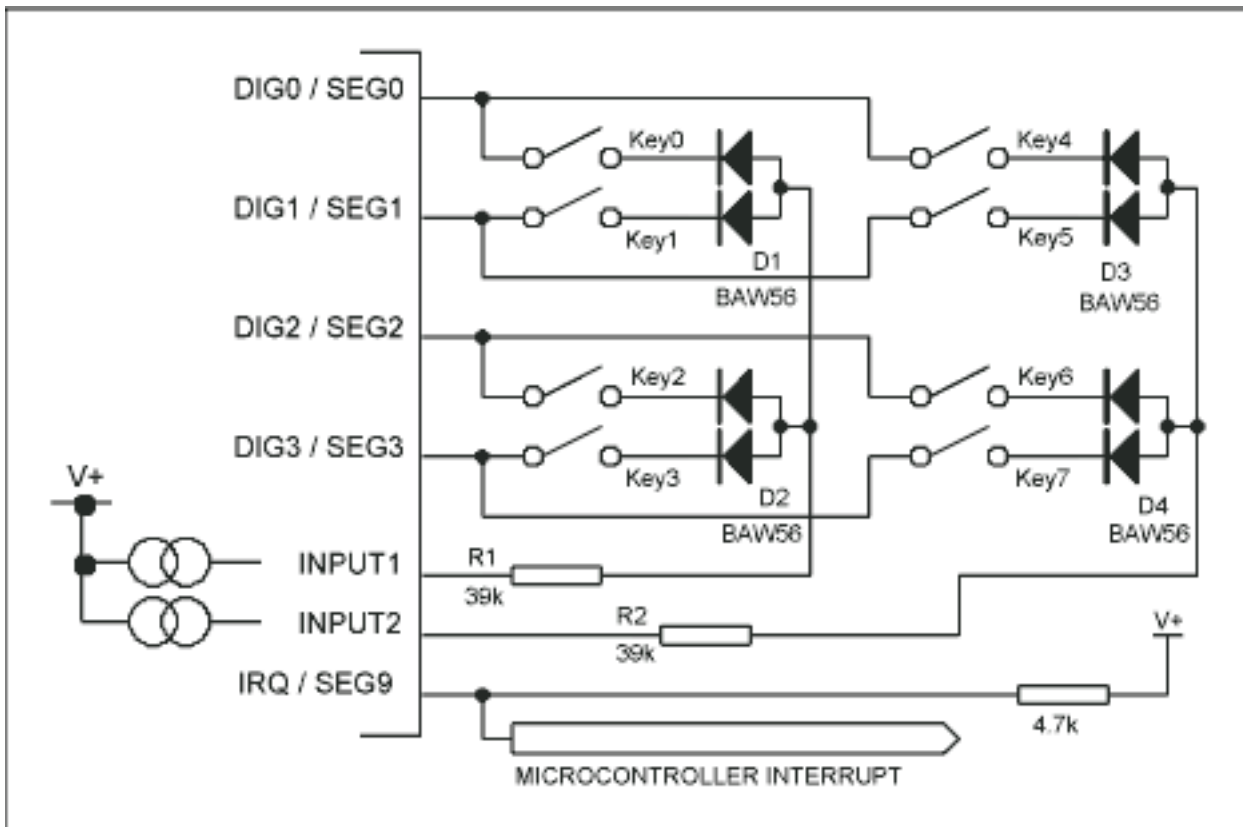 DIG0 / SEG0
Key0
Key4
DIG1 / SEG1
Key1
Key5
D1
BAW56
D3
BAW56
DIG2 / SEG2
Key2
Key6
DIG3 / SEG3
Key3
Key7
D2
BAW56
D4
BAW56
V+
INPUT1
R1
39k
INPUT2
R2
39k
V+
IRQ / SEG9
4.7k
MICROCONTROLLER INTERRUPT